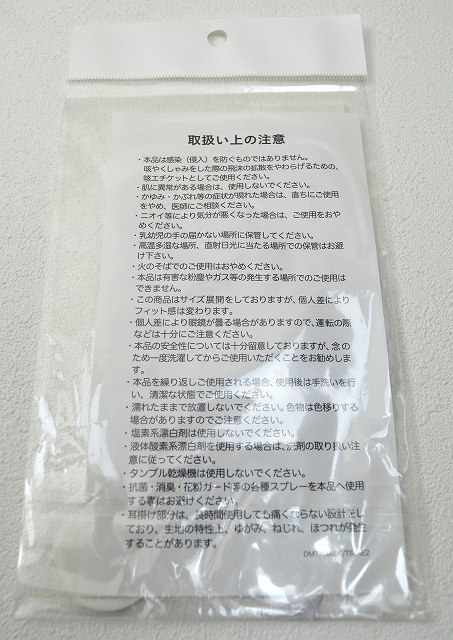 取扱い上の注意
・本品は感染（侵入）を防ぐものではありません。
咳やくしゃみをした際の飛沫の拡散をやわらげるための、
咳エチケットとしてご使用ください。
・肌に異常がある場合は、使用しないでください。
・かゆみ・かぶれ等の症状が現れた場合は、直ちにご使用
をやめ、医師にご相談ください。
・ニオイ等により気分が悪くなった場合は、ご使用をおや
めください。
・乳幼児の手の届かない場所に保管してください。
・高温多湿な場所、直射日光に当たる場所での保管はお避
け下さい。
・火のそばでのご使用はおやめください。
・本品は有害な粉塵やガス等の発生する場所でのご使用は
できません。
・この商品はサイズ展開をしておりますが、個人差により
フィット感は変わります。
・個人差により眼鏡が曇る場合がありますので、運転の際
などは十分にご注意ください。
・本品の安全性については十分留意しておりますが、念の
ため一度洗濯してからご使用いただくことをお勧めしま
す。
・本品を繰り返しご使用される場合、使用後は手洗いを行
い、清潔な状態でご使用ください。
・濡れたままで放置しないでください。色物は色移りする
場合がありますのでご注意ください。
・塩素系漂白剤は使用しないでください。
・液体酸素系漂白剤を使用する場合は、洗剤の取り扱い注
意に従ってください。
・タンブル乾燥機は使用しないでください。
・抗菌・消臭・花粉ガード等の各種スプレーを本品へ使用
する事はお避けください。
・耳掛け部分は、長時間使用しても痛くならない設計をし
ており、生地の特性上、ゆがみ、ねじれ、ほつれが発生
することがあります。